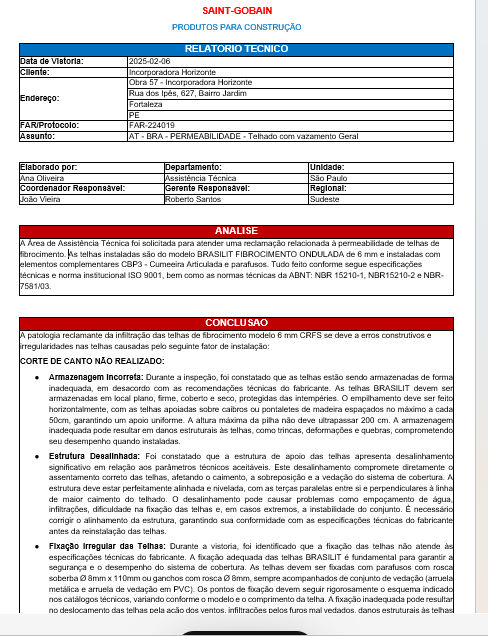 SAINT-GOBAIN
PRODUTOS PARA CONSTRUÇÃO
RELATÓRIO TÉCNICO
Data de Vistoria: 2025-02-06
Cliente: Incorporadora Horizonte
Endereço: Obra 57 - Incorporadora Horizonte
Rua dos Ipês, 627, Bairro Jardim
Fortaleza
PE
FAR/Protocolo: FAR-224019
Assunto: AT - BRA - PERMEABILIDADE - Telhado com vazamento Geral
Elaborado por: Departamento: Unidade:
Ana Oliveira Assistência Técnica São Paulo
Coordenador Responsável: Gerente Responsável: Regional:
João Vieira Roberto Santos Sudeste
ANÁLISE
A Área de Assistência Técnica foi solicitada para atender uma reclamação relacionada à permeabilidade de telhas de
fibrocimento. As telhas instaladas são do modelo BRASILIT FIBROCIMENTO ONDULADA de 6 mm e instaladas com
elementos complementares CBP3 - Cumeeira Articulada e parafusos. Tudo feito conforme segue especificações
técnicas e norma institucional ISO 9001, bem como as normas técnicas da ABNT: NBR 15210-1, NBR15210-2 e NBR-
7581/03.
CONCLUSÃO
A patologia reclamante da infiltração das telhas de fibrocimento modelo 6 mm CRFS se deve a erros construtivos e
irregularidades nas telhas causadas pelo seguinte fator de instalação:
CORTE DE CANTO NÃO REALIZADO:
● Armazenagem Incorreta: Durante a inspeção, foi constatado que as telhas estão sendo armazenadas de forma
inadequada, em desacordo com as recomendações técnicas do fabricante. As telhas BRASILIT devem ser
armazenadas em local plano, firme, coberto e seco, protegidas das intempéries. O empilhamento deve ser feito
horizontalmente, com as telhas apoiadas sobre caibros ou pontaletes de madeira espaçados no máximo a cada
50cm, garantindo um apoio uniforme. A altura máxima da pilha não deve ultrapassar 200 cm. A armazenagem
inadequada pode resultar em danos estruturais às telhas, como trincas, deformações e quebras, comprometendo
seu desempenho quando instaladas.
● Estrutura Desalinhada: Foi constatado que a estrutura de apoio das telhas apresenta desalinhamento
significativo em relação aos parâmetros técnicos aceitáveis. Este desalinhamento compromete diretamente o
assentamento correto das telhas, afetando o caimento, a sobreposição e a vedação do sistema de cobertura. A
estrutura deve estar perfeitamente alinhada e nivelada, com as terças paralelas entre si e perpendiculares à linha
de maior caimento do telhado. O desalinhamento pode causar problemas como empoçamento de água,
infiltrações, dificuldade na fixação das telhas e, em casos extremos, a instabilidade do conjunto. É necessário
corrigir o alinhamento da estrutura, garantindo sua conformidade com as especificações técnicas do fabricante
antes da reinstalação das telhas.
● Fixação Irregular das Telhas: Durante a vistoria, foi identificado que a fixação das telhas não atende às
especificações técnicas do fabricante. A fixação adequada das telhas BRASILIT é fundamental para garantir a
segurança e o desempenho do sistema de cobertura. As telhas devem ser fixadas com parafusos com rosca
soberba Ø 8mm x 110mm ou ganchos com rosca Ø 8mm, sempre acompanhados de conjunto de vedação (arruela
metálica e arruela de vedação em PVC). Os pontos de fixação devem seguir rigorosamente o esquema indicado
nos catálogos técnicos, variando conforme o modelo e o comprimento da telha. A fixação irregular pode resultar
no deslocamento das telhas pela ação dos ventos, infiltrações pelos furos mal vedados, danos estruturais às telhas